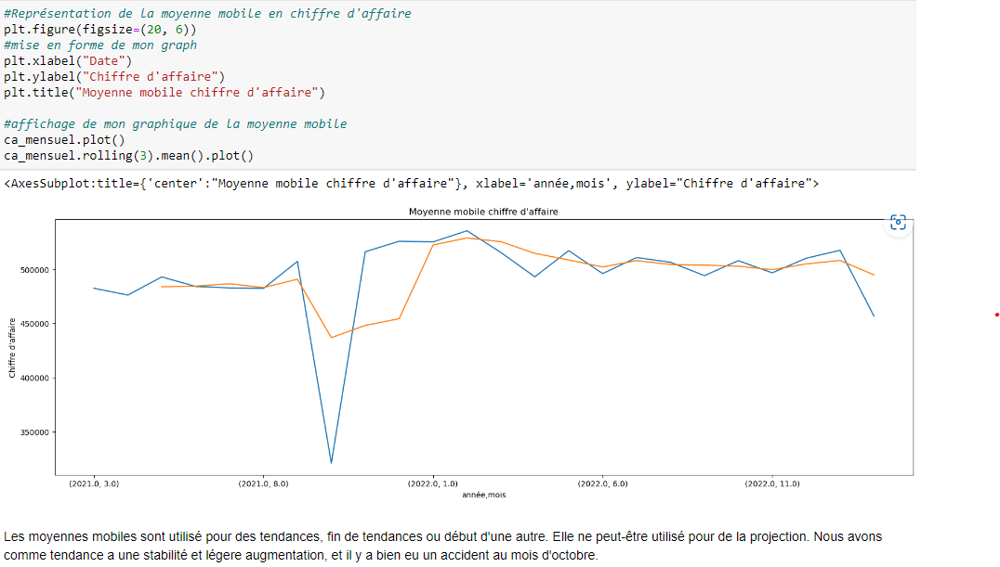 #Représentation de la moyenne mobile en chiffre d'affaire
plt.figure(figsize=(20, 6))
#mise en forme de mon graph
plt.xlabel("Date")
plt.ylabel("Chiffre d'affaire")
plt.title("Moyenne mobile chiffre d'affaire")
#affichage de mon graphique de la moyenne mobile
ca_mensuel.plot()
ca_mensuel.rolling(3).mean().plot()
<AxesSubplot:title={'center':"Moyenne mobile chiffre d'affaire"}, xlabel='année,mois', ylabel="Chiffre d'affaire">
Moyenne mobile chiffre d'affaire
500000
450000
400000
350000
Chiffre d'affaire
(2021.0, 3.0) (2021.0, 8.0) (2022.0, 1.0) (2022.0, 6.0) (2022.0, 11.0)
année,mois
Les moyennes mobiles sont utilisé pour des tendances, fin de tendances ou début d'une autre. Elle ne peut-être utilisé pour de la projection. Nous avons
comme tendance a une stabilité et légere augmentation, et il y a bien eu un accident au mois d'octobre.